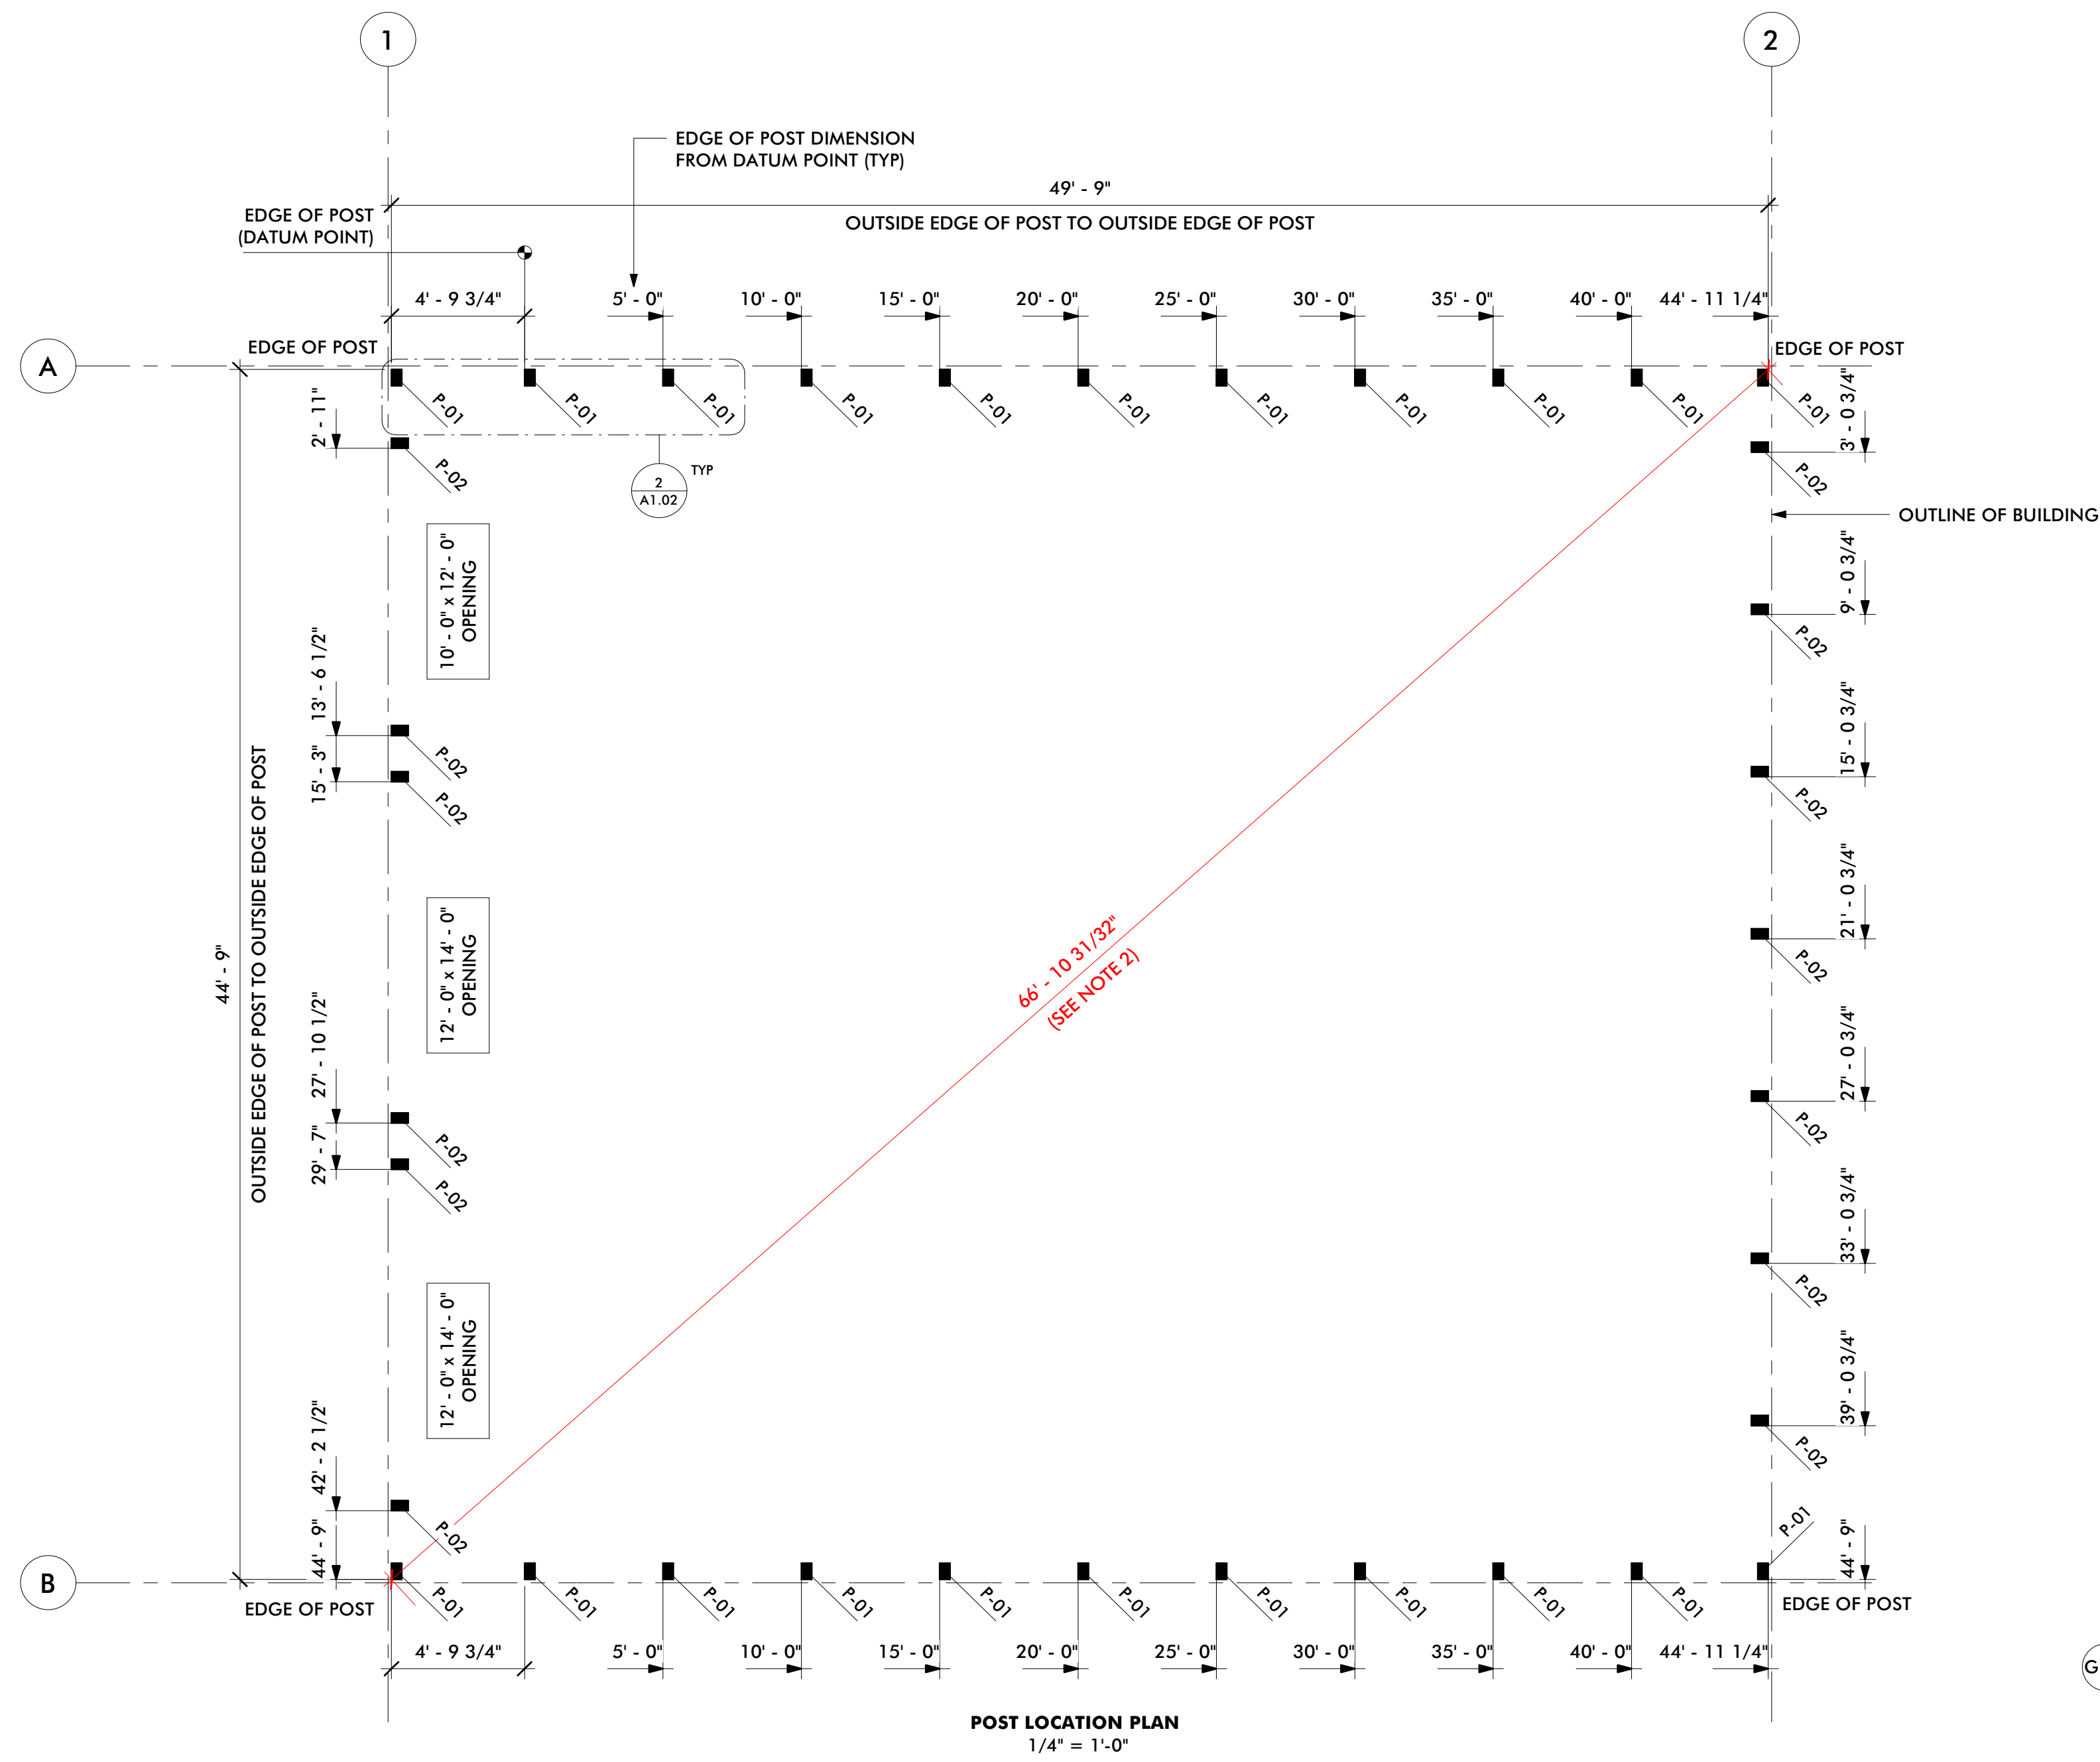 1
2
EDGE OF POST DIMENSION
FROM DATUM POINT (TYP)
49' - 9"
OUTSIDE EDGE OF POST TO OUTSIDE EDGE OF POST
EDGE OF POST
(DATUM POINT)
4' - 9 3/4"
5' - 0"
10' - 0"
15' - 0"
20' - 0"
25' - 0"
30' - 0"
35' - 0"
40' - 0"
44' - 11 1/4"
EDGE OF POST
EDGE OF POST
A
P-01
P-01
P-01
P-01
P-01
P-01
P-01
P-01
P-01
P-01
P-01
2' - 11"
P-02
2
A1.02
TYP
3' - 0 3/4"
P-02
OUTLINE OF BUILDING
10' - 0" x 12' - 0"
OPENING
9' - 0 3/4"
P-02
13' - 6 1/2"
P-02
15' - 3"
P-02
15' - 0 3/4"
P-02
44' - 9"
OUTSIDE EDGE OF POST TO OUTSIDE EDGE OF POST
12' - 0" x 14' - 0"
OPENING
66' - 10 31/32"
(SEE NOTE 2)
21' - 0 3/4"
P-02
27' - 10 1/2"
P-02
29' - 7"
P-02
27' - 0 3/4"
P-02
33' - 0 3/4"
P-02
12' - 0" x 14' - 0"
OPENING
39' - 0 3/4"
P-02
42' - 2 1/2"
P-02
44' - 9"
P-01
44' - 9"
B
P-01
P-01
P-01
P-01
P-01
P-01
P-01
P-01
P-01
P-01
EDGE OF POST
EDGE OF POST
4' - 9 3/4"
5' - 0"
10' - 0"
15' - 0"
20' - 0"
25' - 0"
30' - 0"
35' - 0"
40' - 0"
44' - 11 1/4"
G
POST LOCATION PLAN
1/4" = 1'-0"